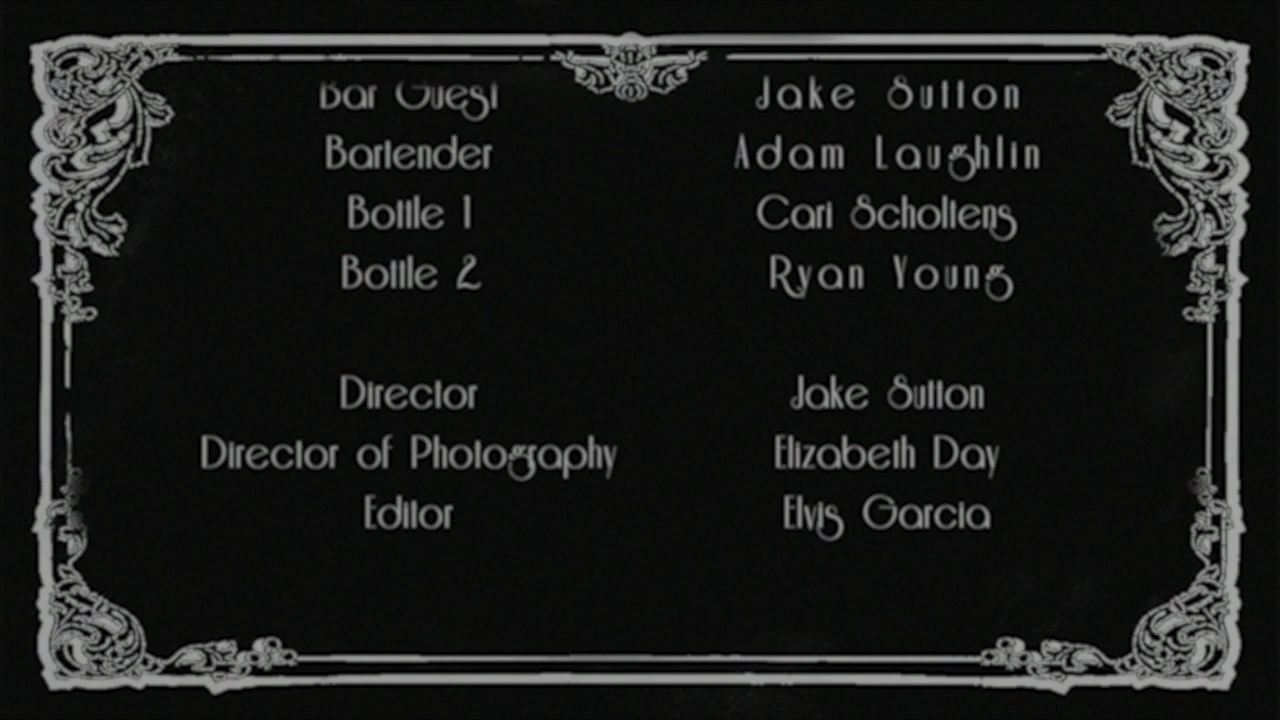 Bar Guest Jake Sutton
Bartender Adam Laughlin
Bottle 1 Carl Scholtens
Bottle 2 Ryan Young
Director Jake Sutton
Director of Photography Elizabeth Day
Editor Elvis Garcia